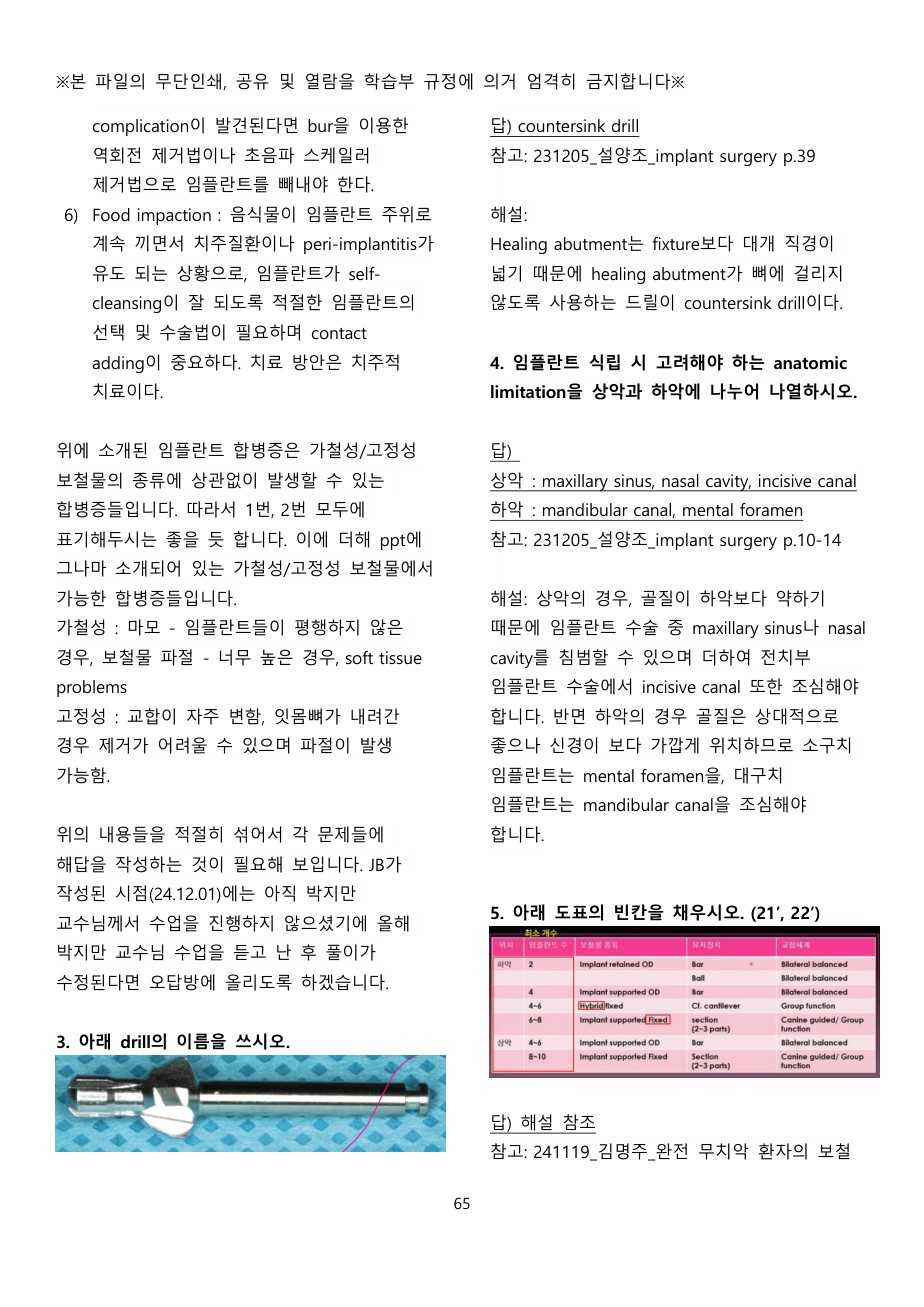 ※본 파일의 무단인쇄, 공유 및 열람을 학습부 규정에 의거 엄격히 금지합니다※
complication이 발견된다면 bur을 이용한
역회전 제거법이나 초음파 스케일러
제거법으로 임플란트를 빼내야 한다.
6) Food impaction : 음식물이 임플란트 주위로
계속 끼면서 치주질환이나 peri-implantitis가
유도 되는 상황으로, 임플란트가 self-
cleansing이 잘 되도록 적절한 임플란트의
선택 및 수술법이 필요하며 contact
adding이 중요하다. 치료 방안은 치주적
치료이다.
위에 소개된 임플란트 합병증은 가철성/고정성
보철물의 종류에 상관없이 발생할 수 있는
합병증들입니다. 따라서 1번, 2번 모두에
표기해두시는 좋을 듯 합니다. 이에 더해 ppt에
그나마 소개되어 있는 가철성/고정성 보철물에서
가능한 합병증들입니다.
가철성 : 마모 - 임플란트들이 평행하지 않은
경우, 보철물 파절 - 너무 높은 경우, soft tissue
problems
고정성 : 교합이 자주 변함, 잇몸뼈가 내려간
경우 제거가 어려울 수 있으며 파절이 발생
가능함.
위의 내용들을 적절히 섞어서 각 문제들에
해답을 작성하는 것이 필요해 보입니다. JB가
작성된 시점(24.12.01)에는 아직 박지만
교수님께서 수업을 진행하지 않으셨기에 올해
박지만 교수님 수업을 듣고 난 후 풀이가
수정된다면 오답방에 올리도록 하겠습니다.
3. 아래 drill의 이름을 쓰시오.
답) countersink drill
참고: 231205_설양조_implant surgery p.39
해설:
Healing abutment는 fixture보다 대개 직경이
넓기 때문에 healing abutment가 뼈에 걸리지
않도록 사용하는 드릴이 countersink drill이다.
4. 임플란트 식립 시 고려해야 하는 anatomic
limitation을 상악과 하악에 나누어 나열하시오.
답)
상악 : maxillary sinus, nasal cavity, incisive canal
하악 : mandibular canal, mental foramen
참고: 231205_설양조_implant surgery p.10-14
해설: 상악의 경우, 골질이 하악보다 약하기
때문에 임플란트 수술 중 maxillary sinus나 nasal
cavity를 침범할 수 있으며 더하여 전치부
임플란트 수술에서 incisive canal 또한 조심해야
합니다. 반면 하악의 경우 골질은 상대적으로
좋으나 신경이 보다 가깝게 위치하므로 소구치
임플란트는 mental foramen을, 대구치
임플란트는 mandibular canal을 조심해야
합니다.
5. 아래 도표의 빈칸을 채우시오. (21’, 22’)
최소 개수
위치 임플란트 수 보철물 종류 유지장치 교합체계
하악 2 Implant retained OD Bar Bilateral balanced
Ball Bilateral balanced
4 Implant supported OD Bar Bilateral balanced
4~6 Hybrid fixed Cf. cantilever Group function
6~8 Implant supported Fixed section Canine guided/ Group
(2~3 parts) function
상악 4~6 Implant supported OD Bar Bilateral balanced
8~10 Implant supported Fixed Section Canine guided/ Group
(2~3 parts) function
답) 해설 참조
참고: 241119_김명주_완전 무치악 환자의 보철
65